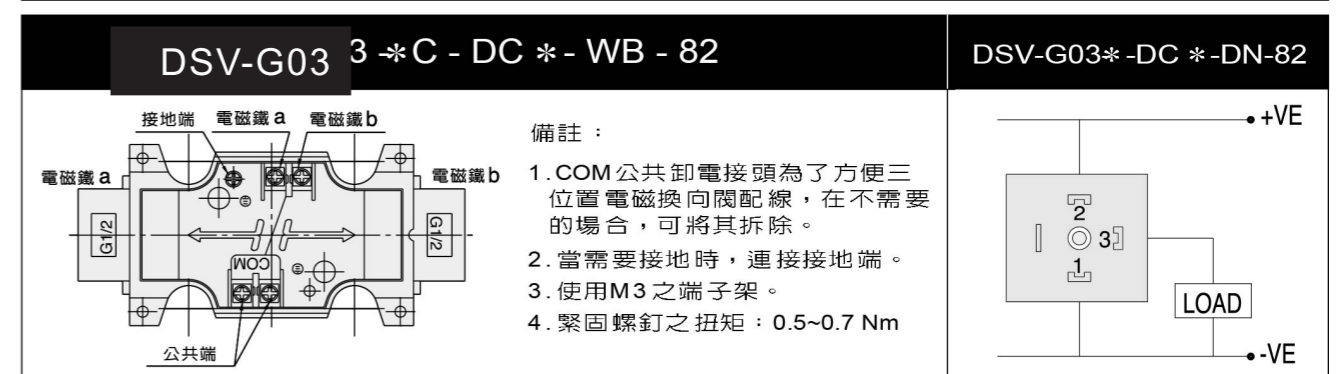 DSV-G03 3 -*C - DC * - WB - 82
DSV-G03* -DC * -DN-82
接地端 電磁鐵 a 電磁鐵 b
電磁鐵 a
電磁鐵 b
G1/2
G1/2
COM
公共端
備註：
1.COM公共卸電接頭為了方便三
位置電磁換向閥配線，在不需要
的場合，可將其拆除。
2.當需要接地時，連接接地端。
3.使用M3之端子架。
4.緊固螺釘之扭矩：0.5~0.7 Nm
+VE
2
3
1
LOAD
-VE